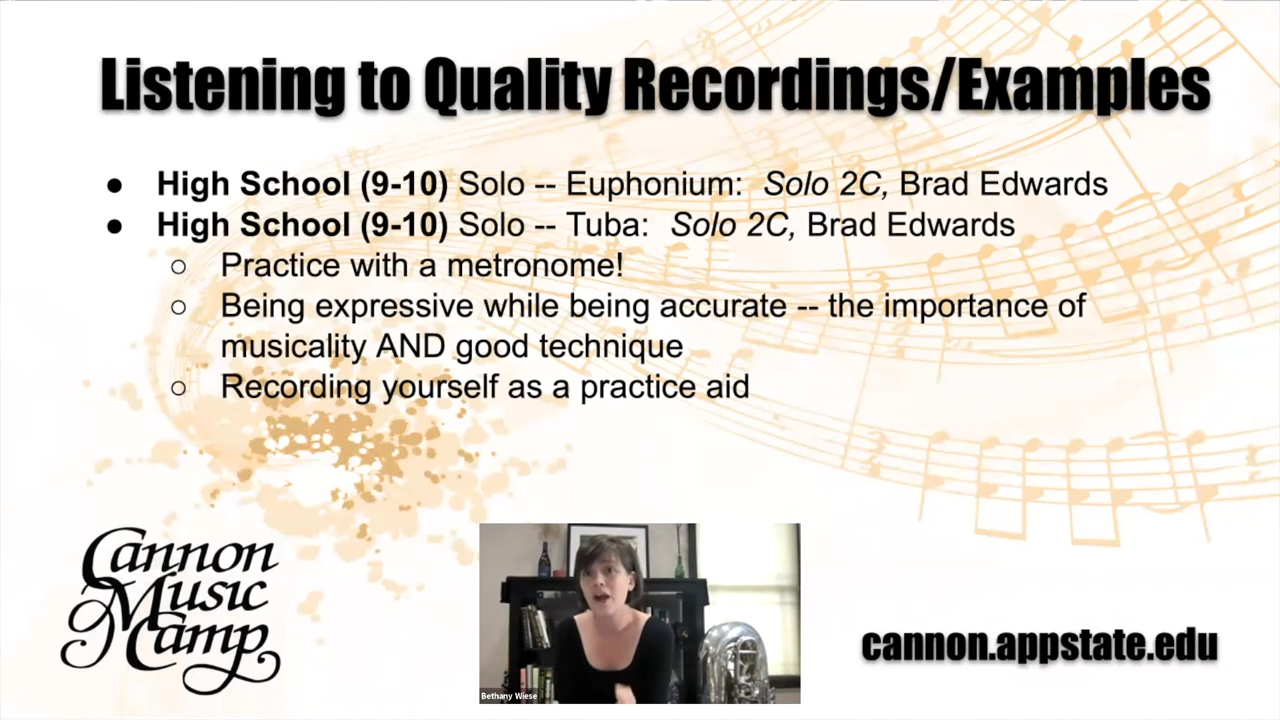 Listening to Quality Recordings/Examples
● High School (9-10) Solo -- Euphonium: Solo 2C, Brad Edwards
● High School (9-10) Solo -- Tuba: Solo 2C, Brad Edwards
○ Practice with a metronome!
○ Being expressive while being accurate -- the importance of
musicality AND good technique
○ Recording yourself as a practice aid
Cannon
Music
Camp
Bethany Wiese
cannon.appstate.edu